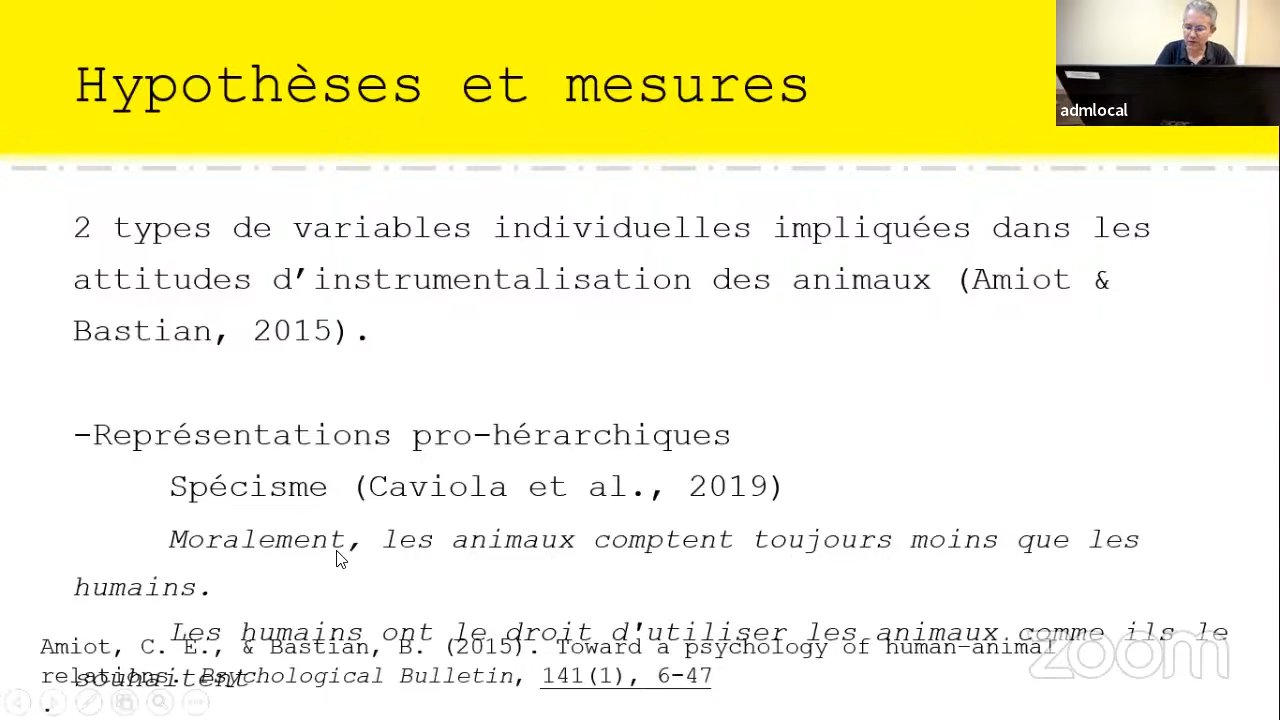 Hypothèses et mesures
admlocal
2 types de variables individuelles impliquées dans les
attitudes d’instrumentalisation des animaux (Amiot &
Bastian, 2015).
-Représentations pro-hérarchiques
Spécisme (Caviola et al., 2019)
Moralement, les animaux comptent toujours moins que les
humains.
Les humains ont le droit d'utiliser les animaux comme ils le
souhaitent
.
Amiot, C. E., & Bastian, B. (2015). Toward a psychology of human–animal
relations. Psychological Bulletin, 141(1), 6-47
zoom